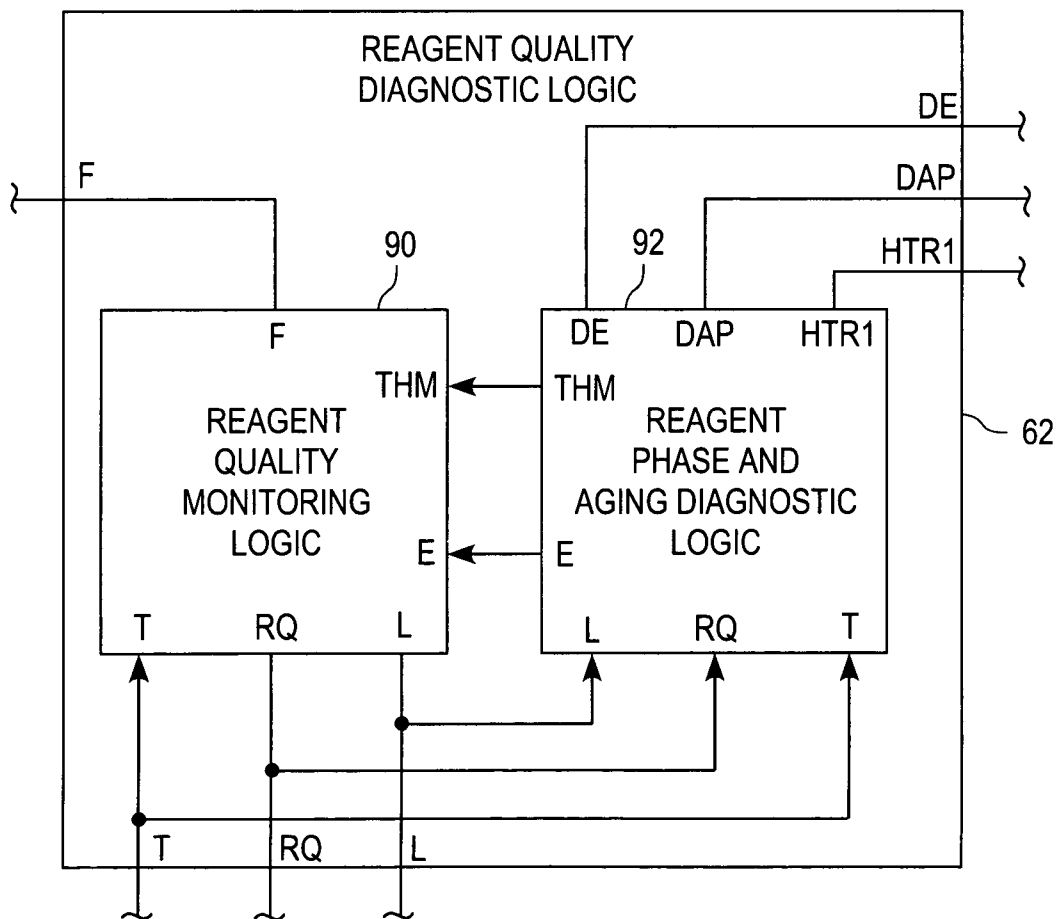 REAGENT QUALITY
DIAGNOSTIC LOGIC
DE
F
DAP
HTR1
90
92
F
DE
DAP
HTR1
THM
THM
REAGENT
QUALITY
MONITORING
LOGIC
REAGENT
PHASE AND
AGING DIAGNOSTIC
LOGIC
62
E
E
T
RQ
L
L
RQ
T
T
RQ
L